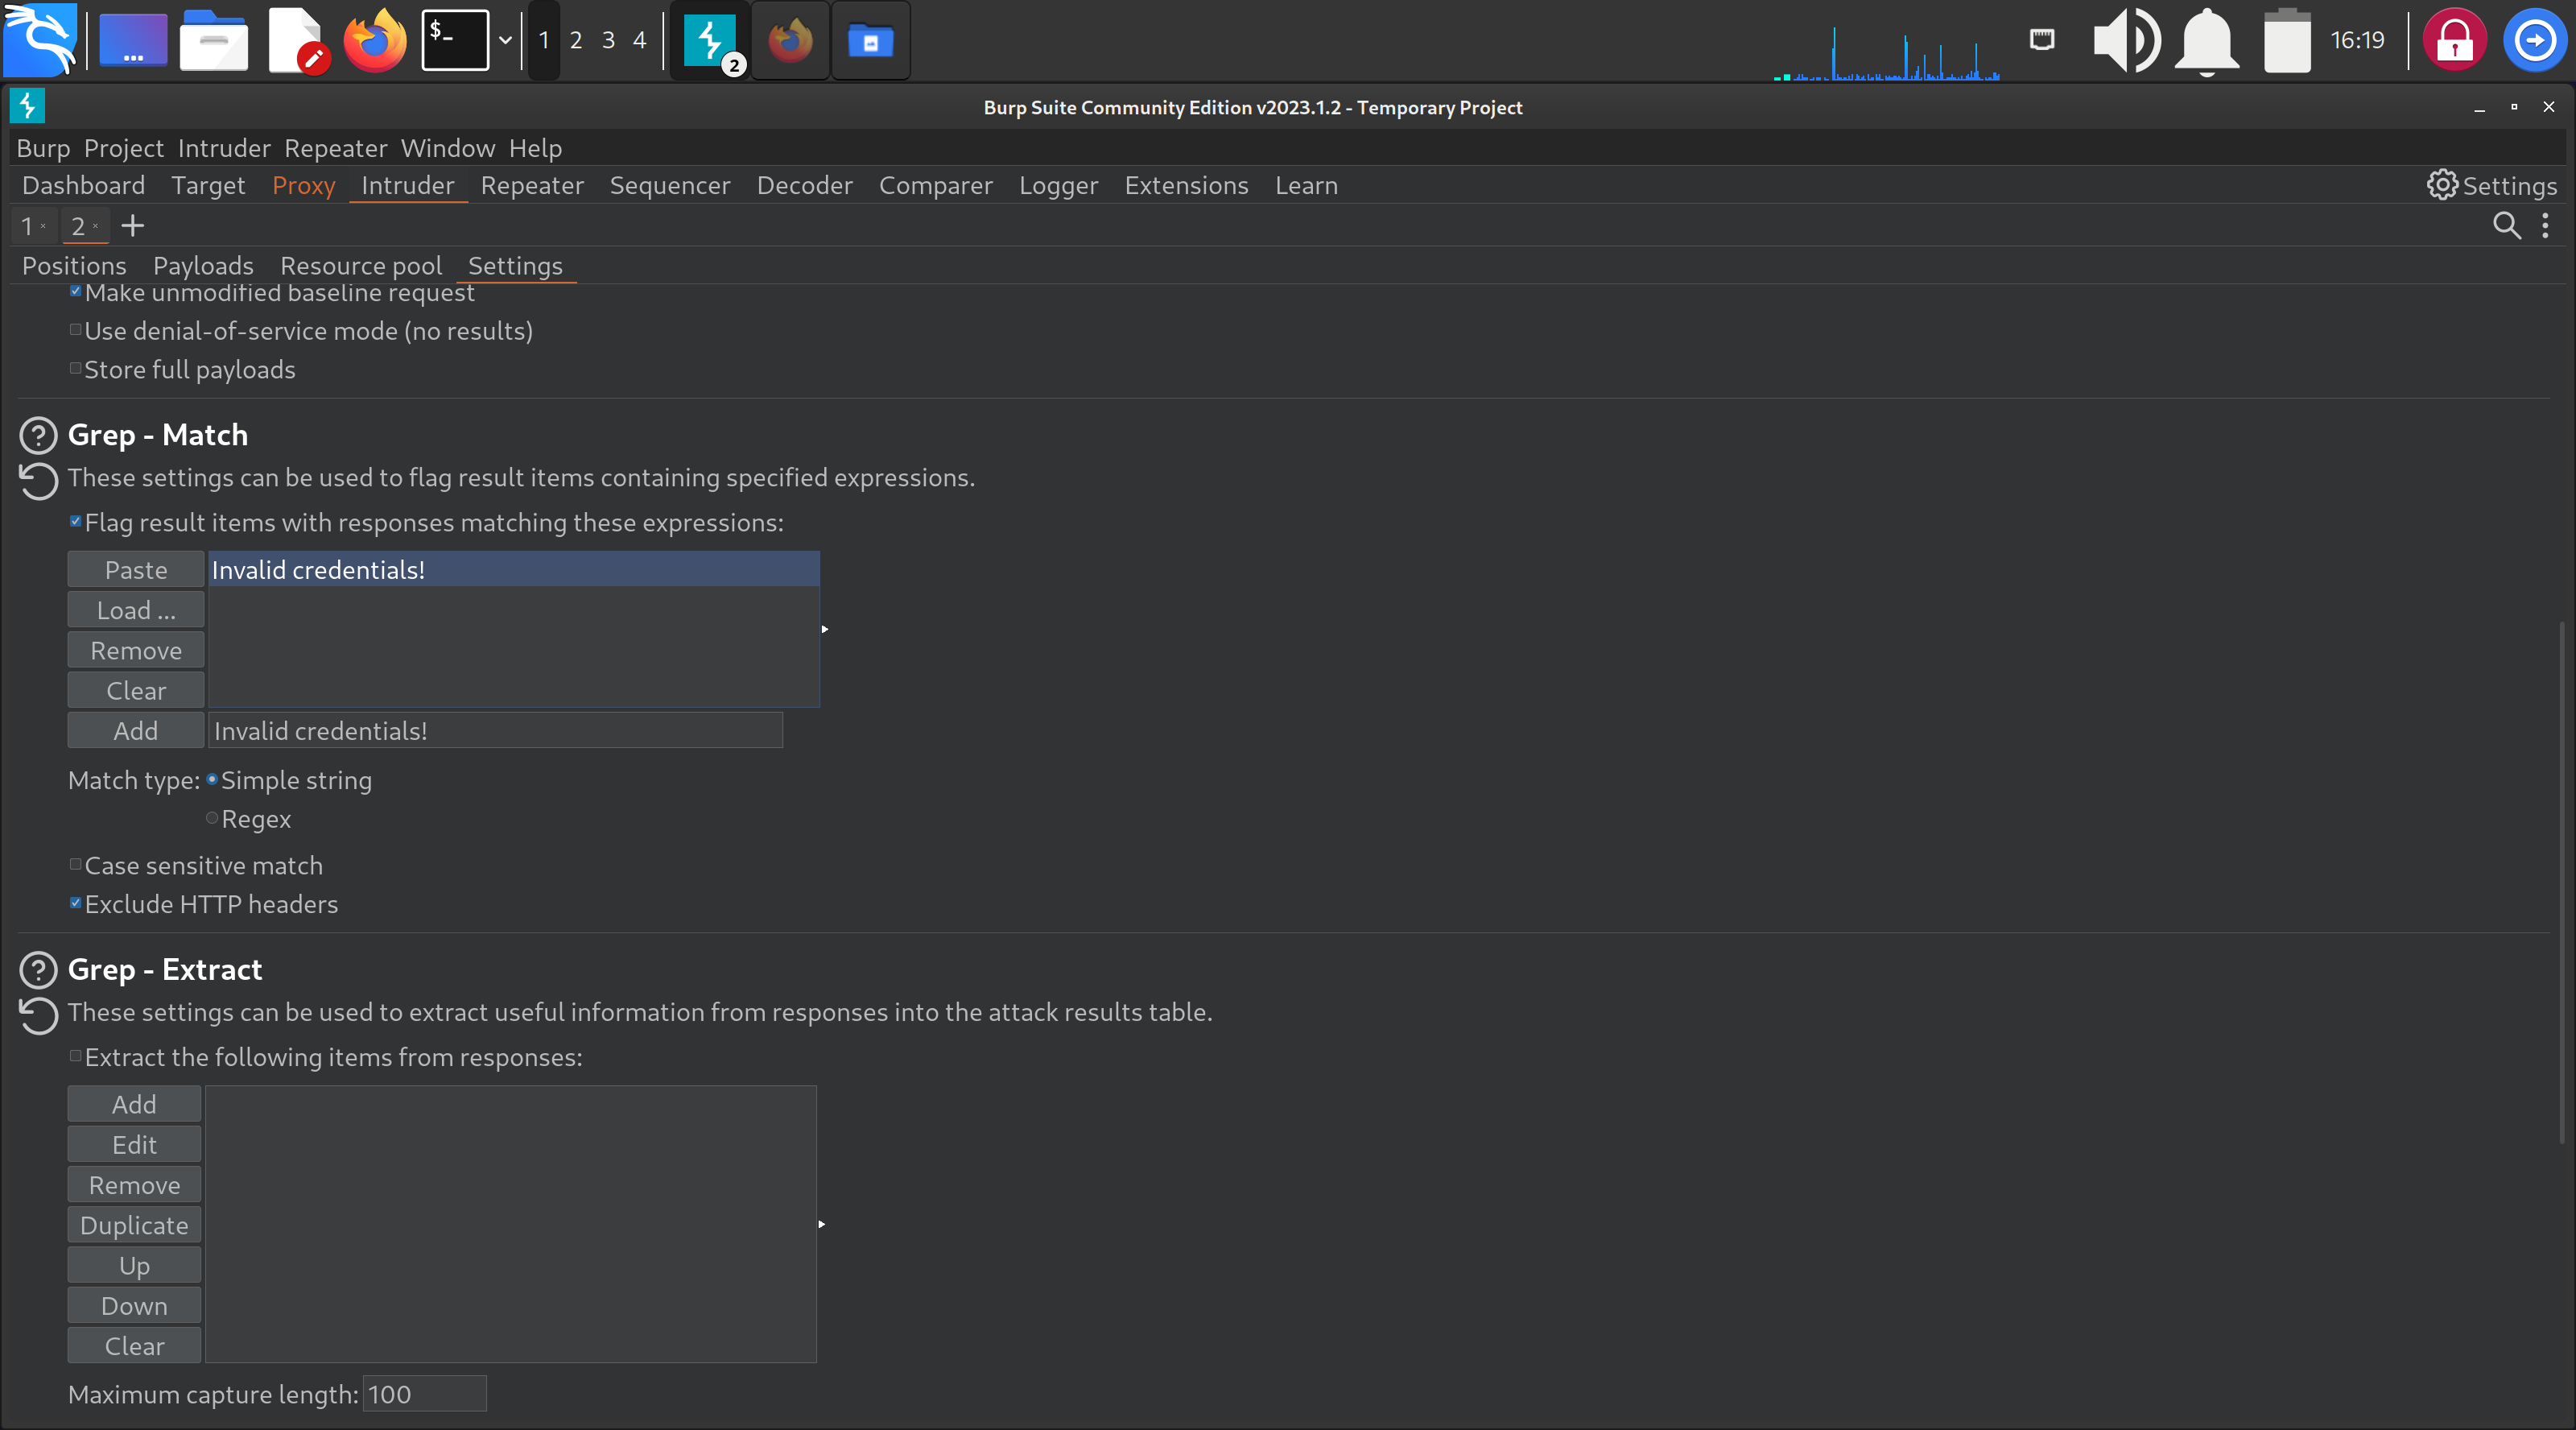 $_
1 2 3 4
2
16:19
Burp Suite Community Edition v2023.1.2 - Temporary Project
Burp Project Intruder Repeater Window Help
Dashboard Target Proxy Intruder Repeater Sequencer Decoder Comparer Logger Extensions Learn Settings
1 × 2 × +
Positions Payloads Resource pool Settings
Make unmodified baseline request
Use denial-of-service mode (no results)
Store full payloads
? Grep - Match
These settings can be used to flag result items containing specified expressions.
Flag result items with responses matching these expressions:
Paste Invalid credentials!
Load ...
Remove
Clear
Add Invalid credentials!
Match type: Simple string
Regex
Case sensitive match
Exclude HTTP headers
? Grep - Extract
These settings can be used to extract useful information from responses into the attack results table.
Extract the following items from responses:
Add
Edit
Remove
Duplicate
Up
Down
Clear
Maximum capture length: 100